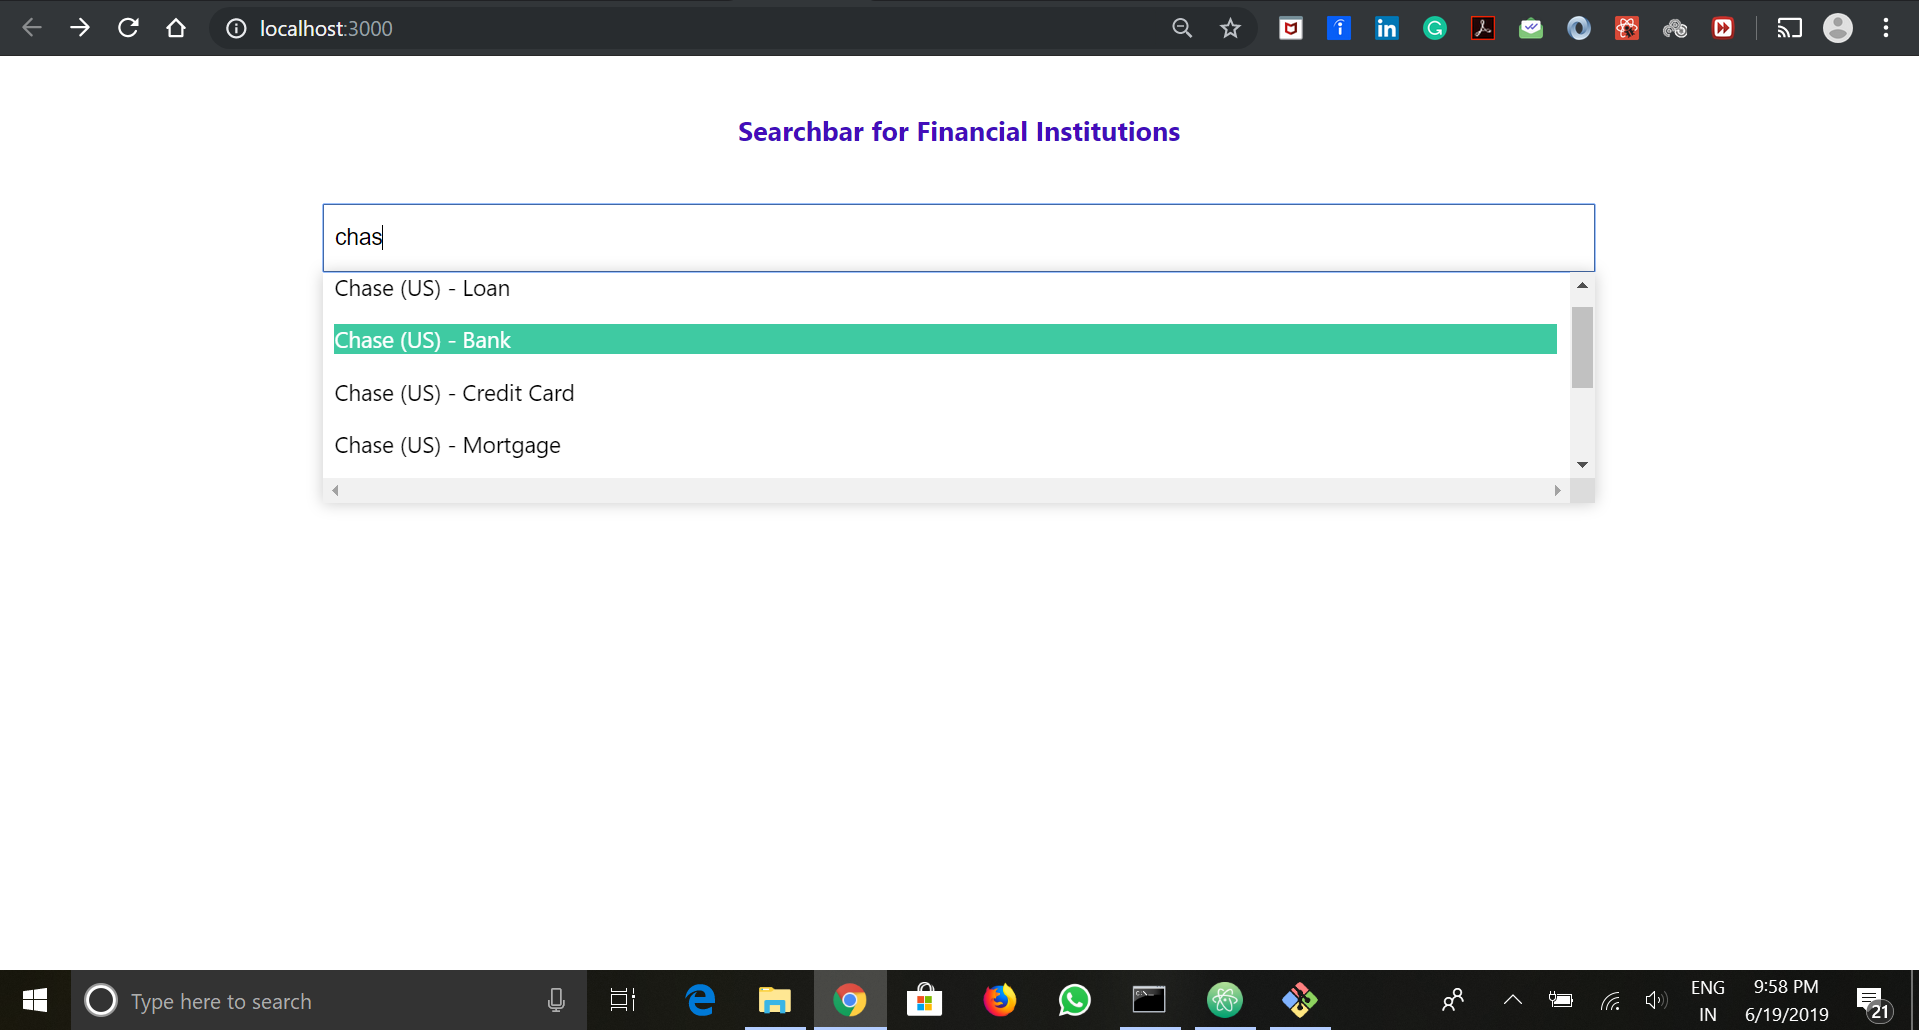 localhost:3000
Searchbar for Financial Institutions
chas
Chase (US) - Loan
Chase (US) - Bank
Chase (US) - Credit Card
Chase (US) - Mortgage
Type here to search
ENG
IN
9:58 PM
6/19/2019
21